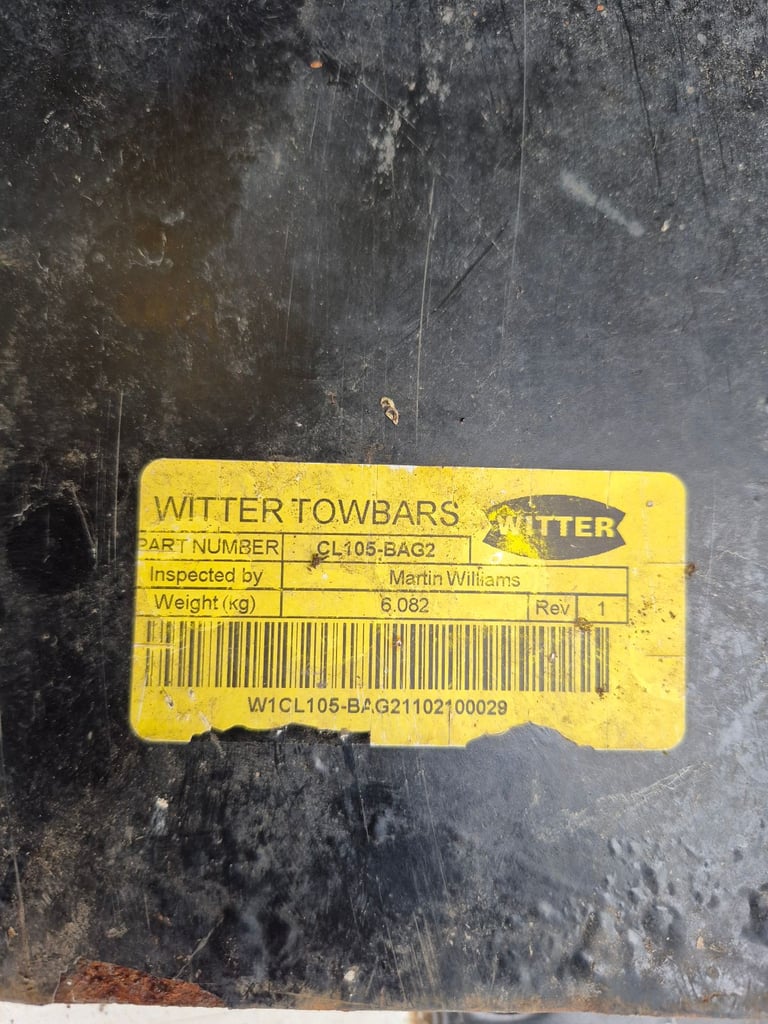 WITTER TOWBARS
WITTER
PART NUMBER CL105-BAG2
Inspected by Martin Williams
Weight (kg) 6.082 Rev 1
W1CL105-BAG21102100029